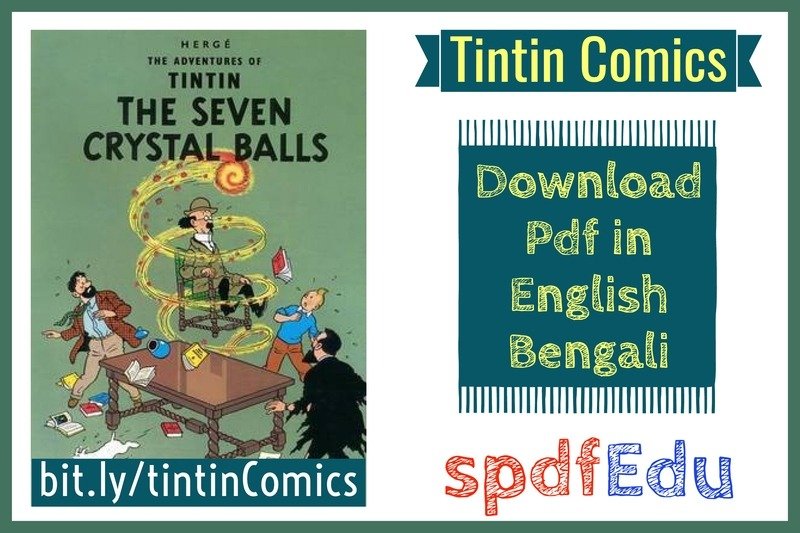 HERGÉ
THE ADVENTURES OF
TINTIN
THE SEVEN
CRYSTAL BALLS
bit.ly/tintinComics
Tintin Comics
Download
Pdf in
English
Bengali
spdfEdu